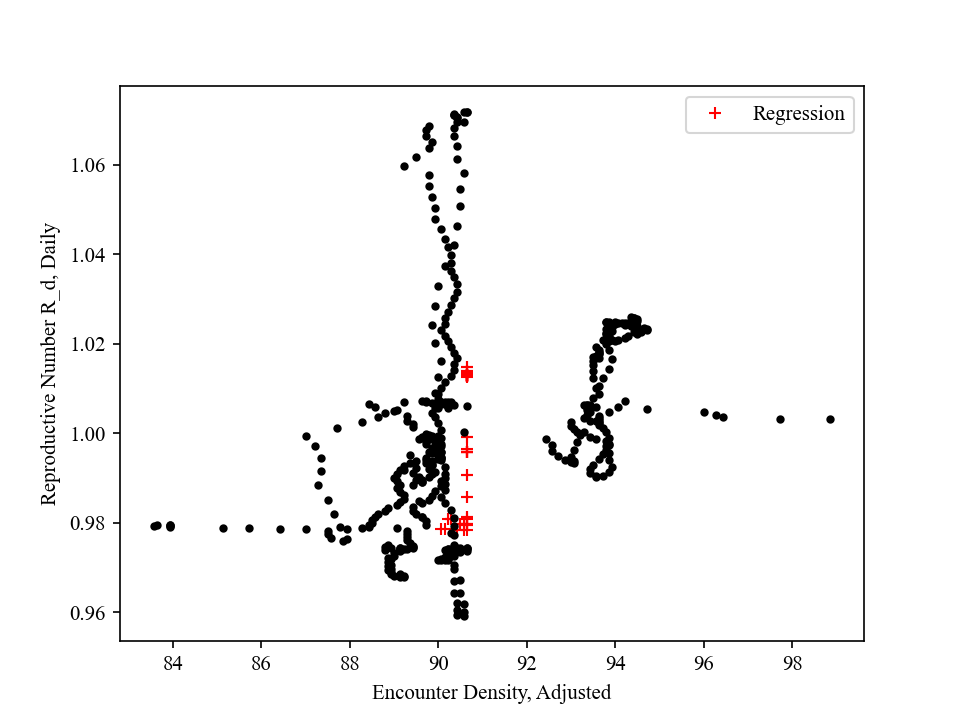 Regression
1.06
1.04
1.02
1.00
0.98
0.96
Reproductive Number R_d, Daily
84 86 88 90 92 94 96 98
Encounter Density, Adjusted